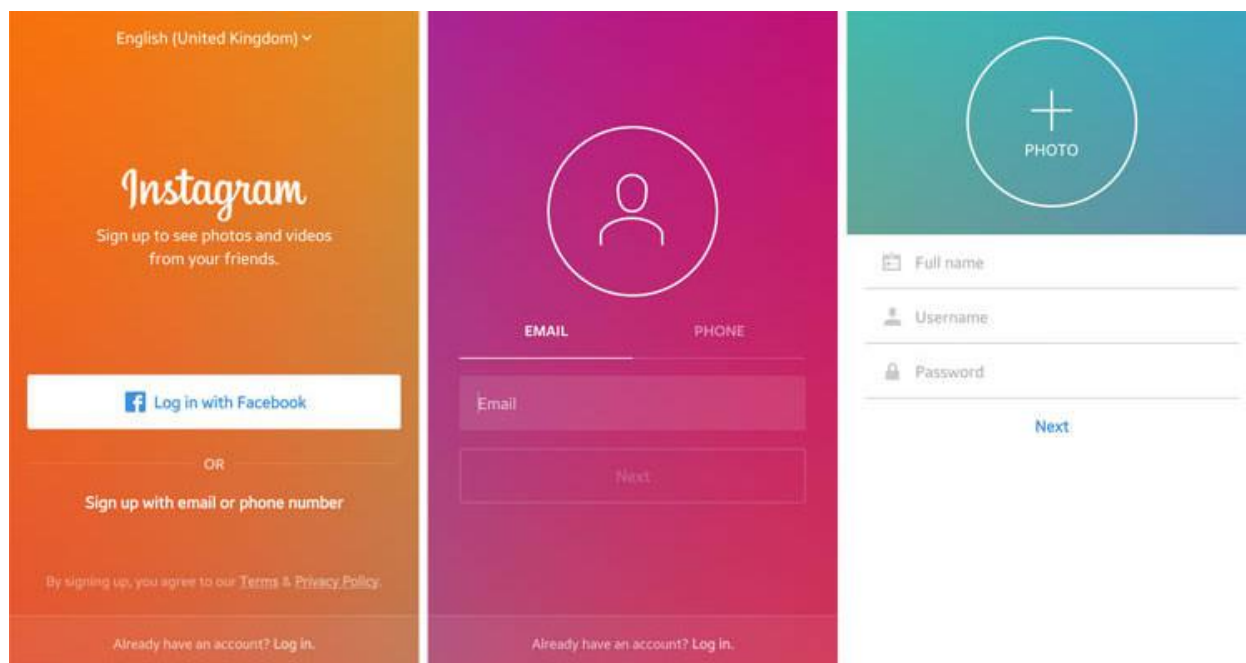 English (United Kingdom)
Instagram
Sign up to see photos and videos
from your friends.
Log in with Facebook
OR
Sign up with email or phone number
By signing up, you agree to our Terms & Privacy Policy.
Already have an account? Log in.
EMAIL PHONE
Email
Next
Already have an account? Log in.
PHOTO
Full name
Username
Password
Next